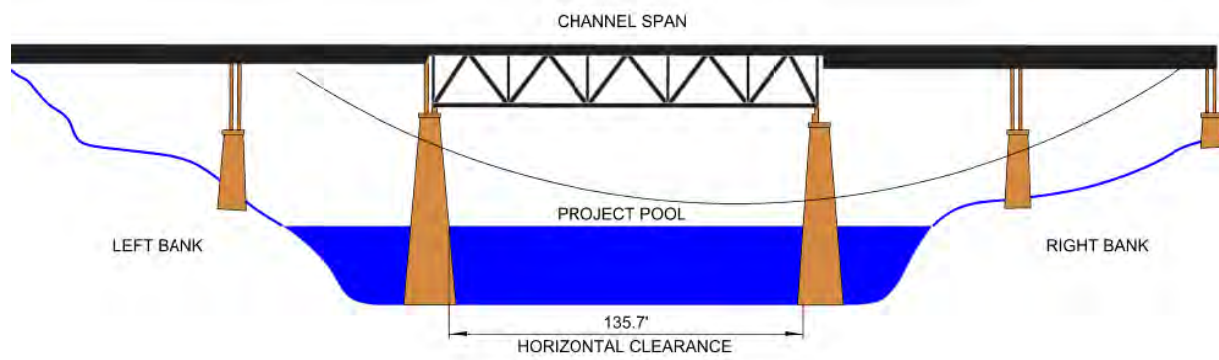 CHANNEL SPAN
PROJECT POOL
LEFT BANK
RIGHT BANK
135.7'
HORIZONTAL CLEARANCE